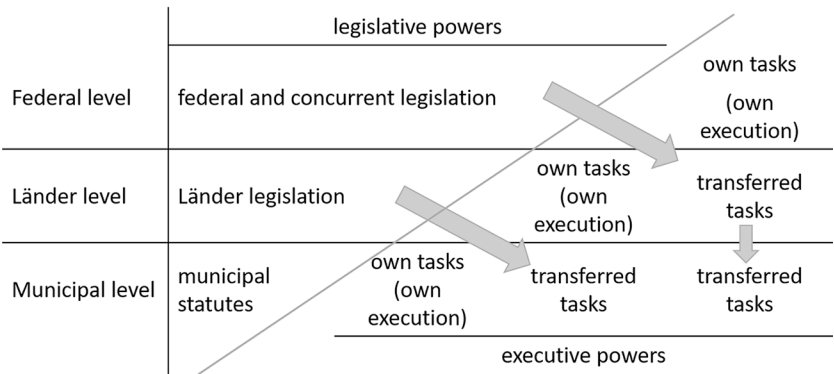 legislative powers
own tasks
Federal level
federal and concurrent legislation
(own
execution)
own tasks
Länder level
Länder legislation
(own
execution)
transferred
tasks
own tasks
Municipal level
municipal
statutes
(own
execution)
transferred
tasks
transferred
tasks
executive powers